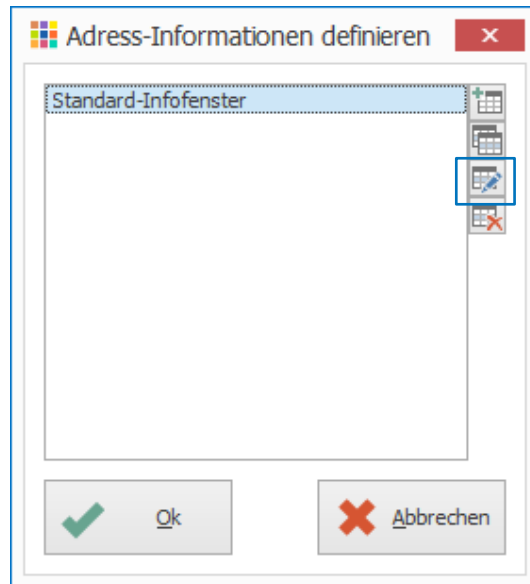 Adress-Informationen definieren
Standard-Infofenster
Ok
Abbrechen